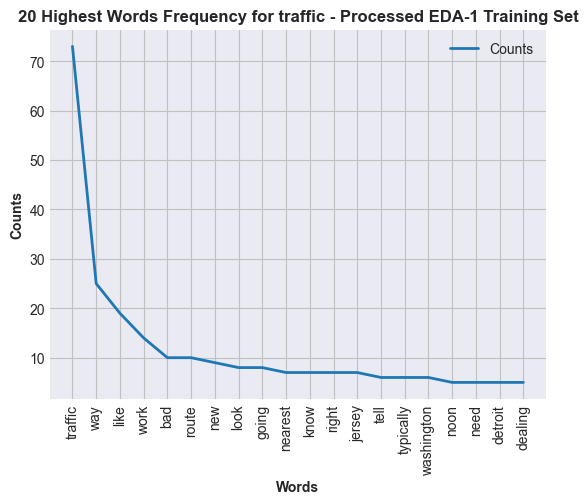 20 Highest Words Frequency for traffic - Processed EDA-1 Training Set
Counts
70
60
50
40
30
20
10
Counts
traffic
way
like
work
bad
route
new
look
going
nearest
know
right
jersey
tell
typically
washington
noon
need
detroit
dealing
Words